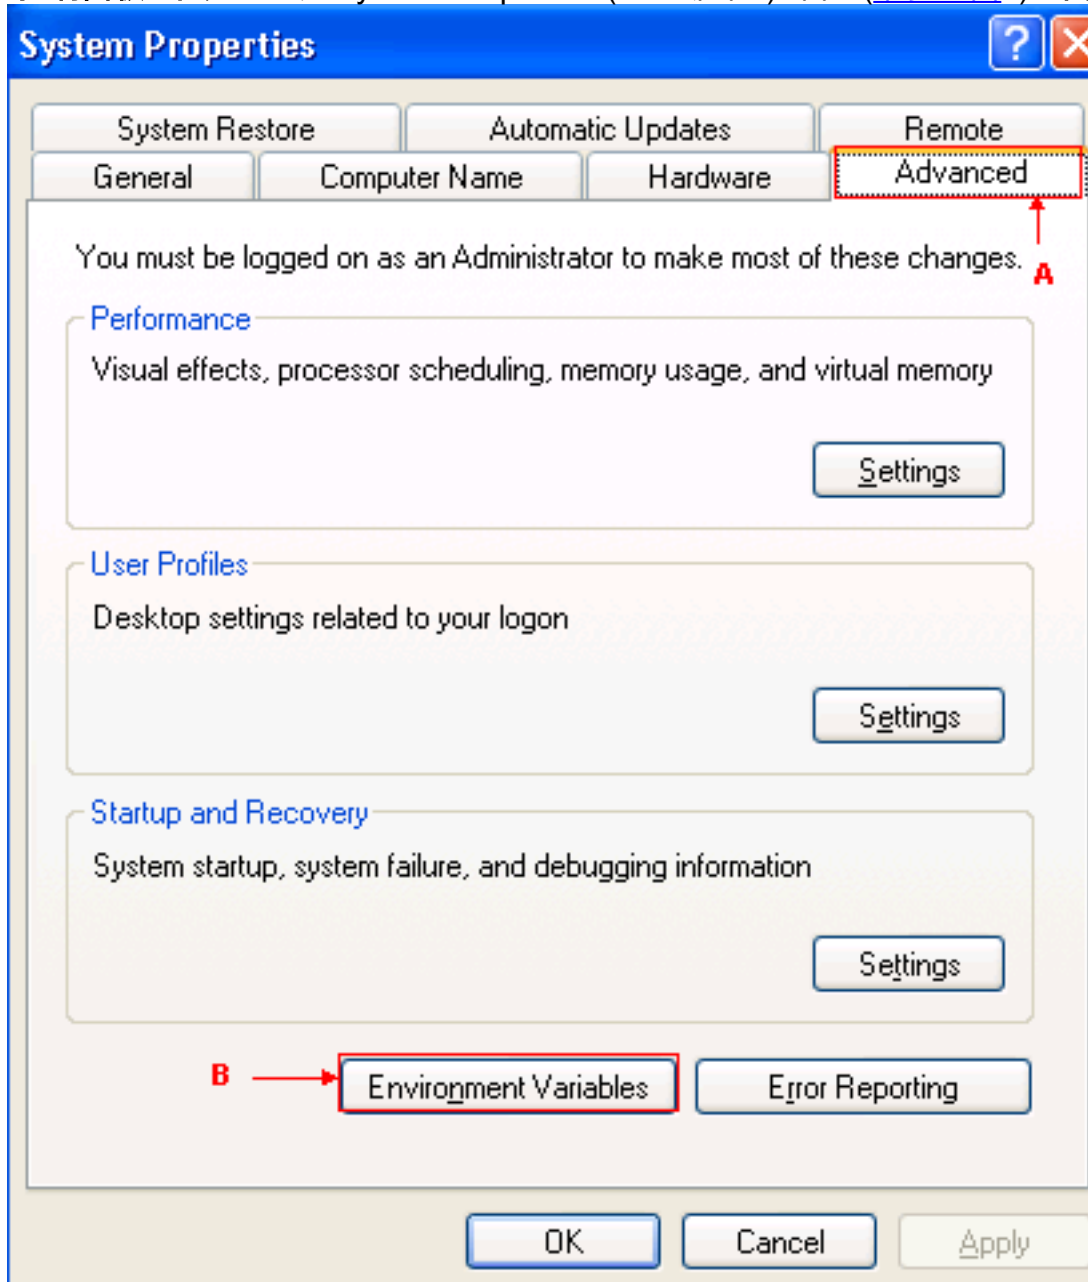 System Properties
System Restore Automatic Updates Remote
General Computer Name Hardware Advanced
You must be logged on as an Administrator to make most of these changes.
A
Performance
Visual effects, processor scheduling, memory usage, and virtual memory
Settings
User Profiles
Desktop settings related to your logon
Settings
Startup and Recovery
System startup, system failure, and debugging information
Settings
B
Environment Variables Error Reporting
OK Cancel Apply